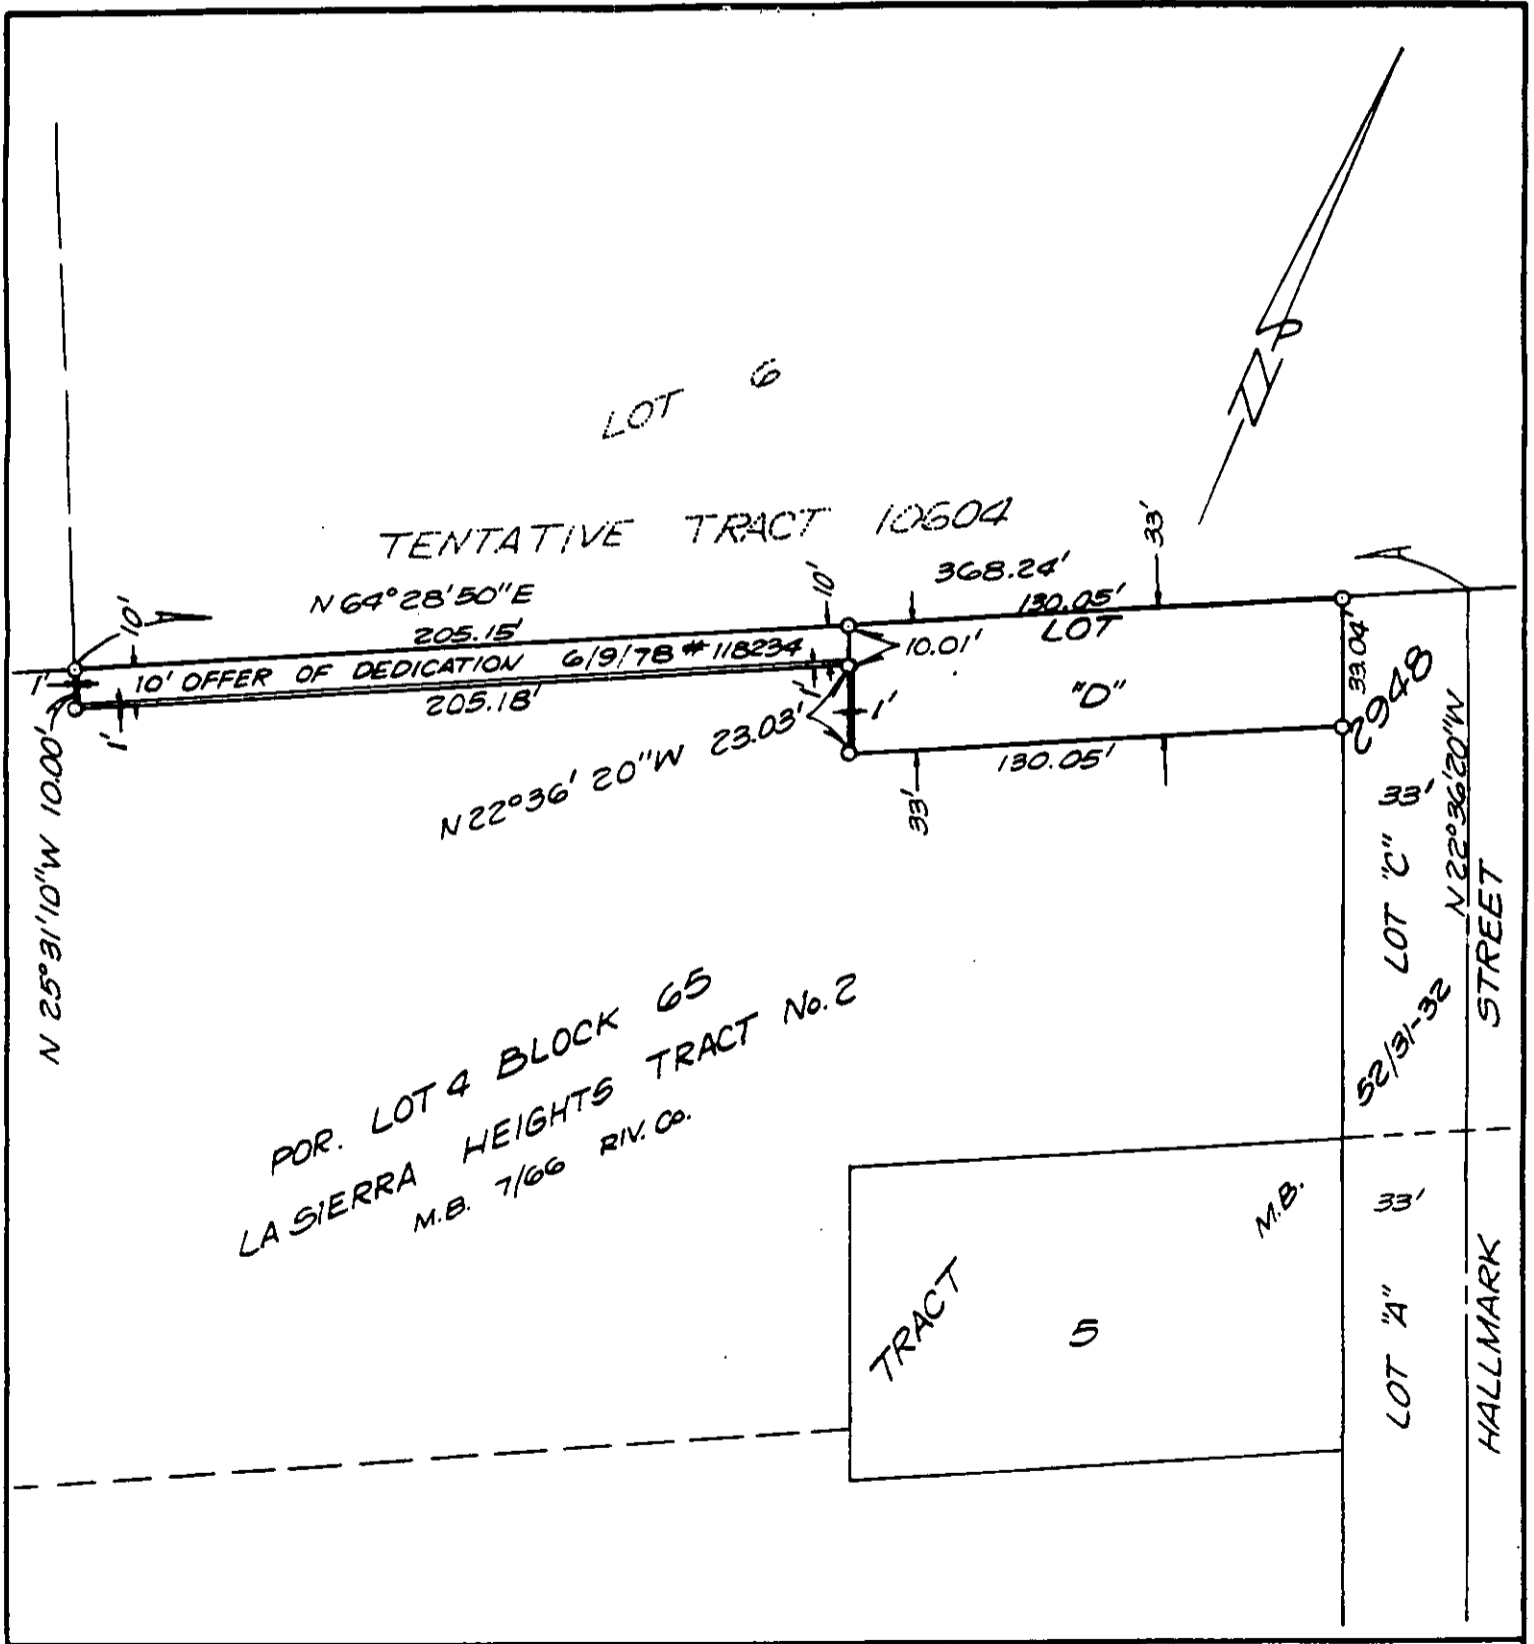 LOT 6
N
TENTATIVE TRACT 10604
33'
368.24'
10'
N 64°28'50"E
130.05'
10'
205.15'
LOT
10.01'
33.04'
10' OFFER OF DEDICATION 6/9/78 #118234
1'
205.18'
1'
"D"
1'
1'
2948
N 22°36'20"W 23.03'
130.05'
33'
33'
N 22°36'20"W
N 25°31'10"W 10.00'
LOT "C"
STREET
52/31-32
POR. LOT 4 BLOCK 65
LA SIERRA HEIGHTS TRACT No. 2
M.B. 7/66 RIV. CO.
M.B.
33'
TRACT
5
LOT "A"
HALLMARK